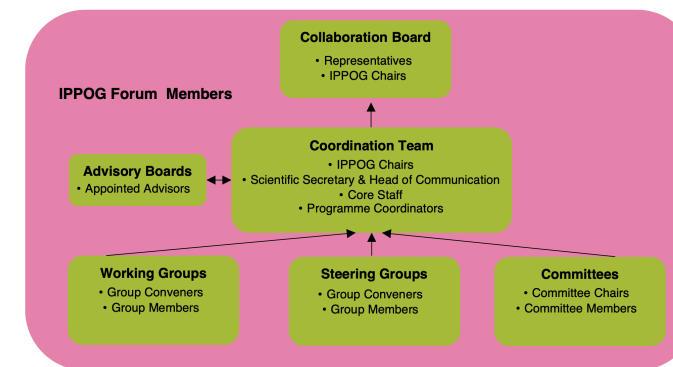 Collaboration Board
• Representatives
• IPPOG Chairs
IPPOG Forum Members
Coordination Team
• IPPOG Chairs
• Scientific Secretary & Head of Communication
• Core Staff
• Programme Coordinators
Advisory Boards
• Appointed Advisors
Working Groups
• Group Conveners
• Group Members
Steering Groups
• Group Conveners
• Group Members
Committees
• Committee Chairs
• Committee Members